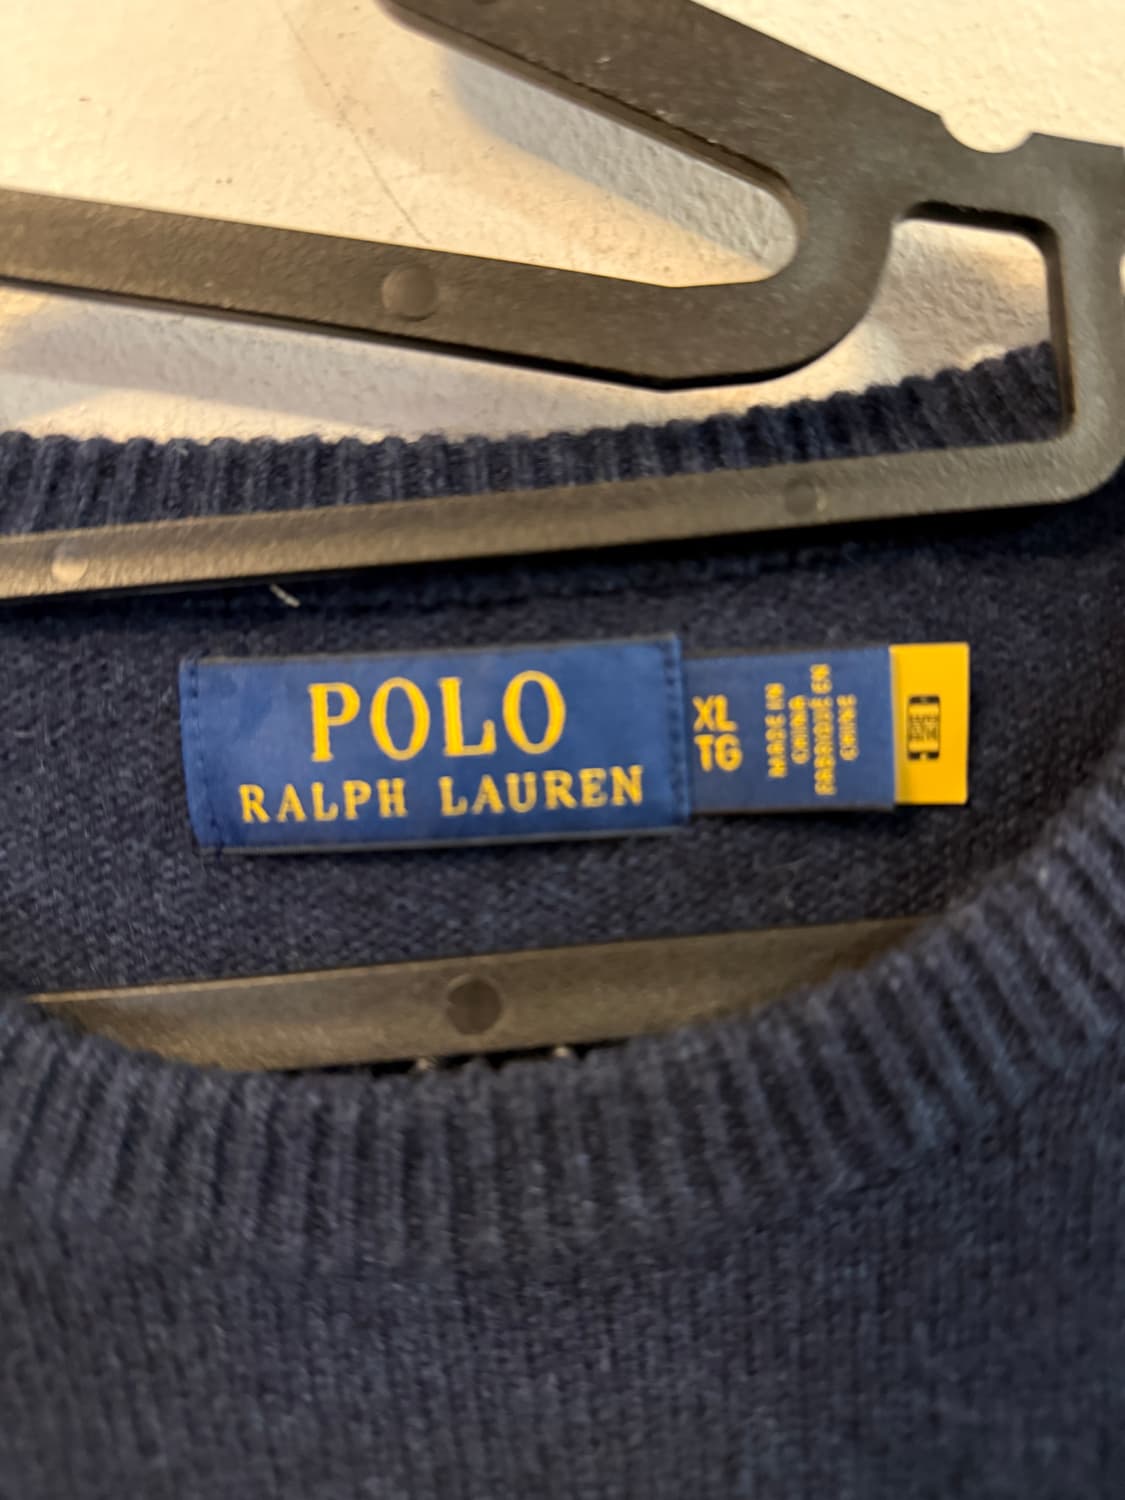 POLO
RALPH LAUREN
XL
TG
MADE IN
CHINA
FABRIQUÉ EN
CHINE